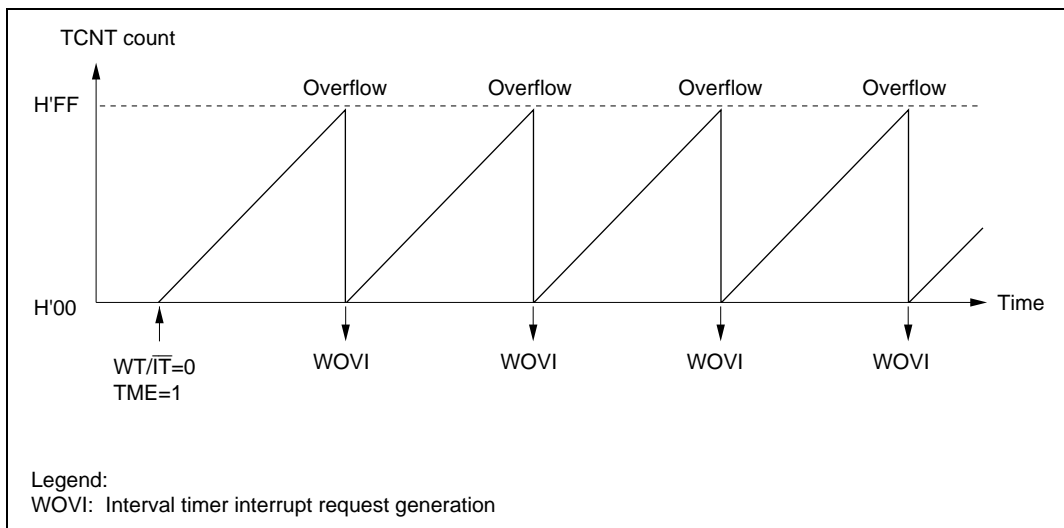 TCNT count
Overflow Overflow Overflow Overflow
H'FF
H'00
Time
WT/I̅T̅=0
TME=1
WOVI WOVI WOVI WOVI
Legend:
WOVI: Interval timer interrupt request generation